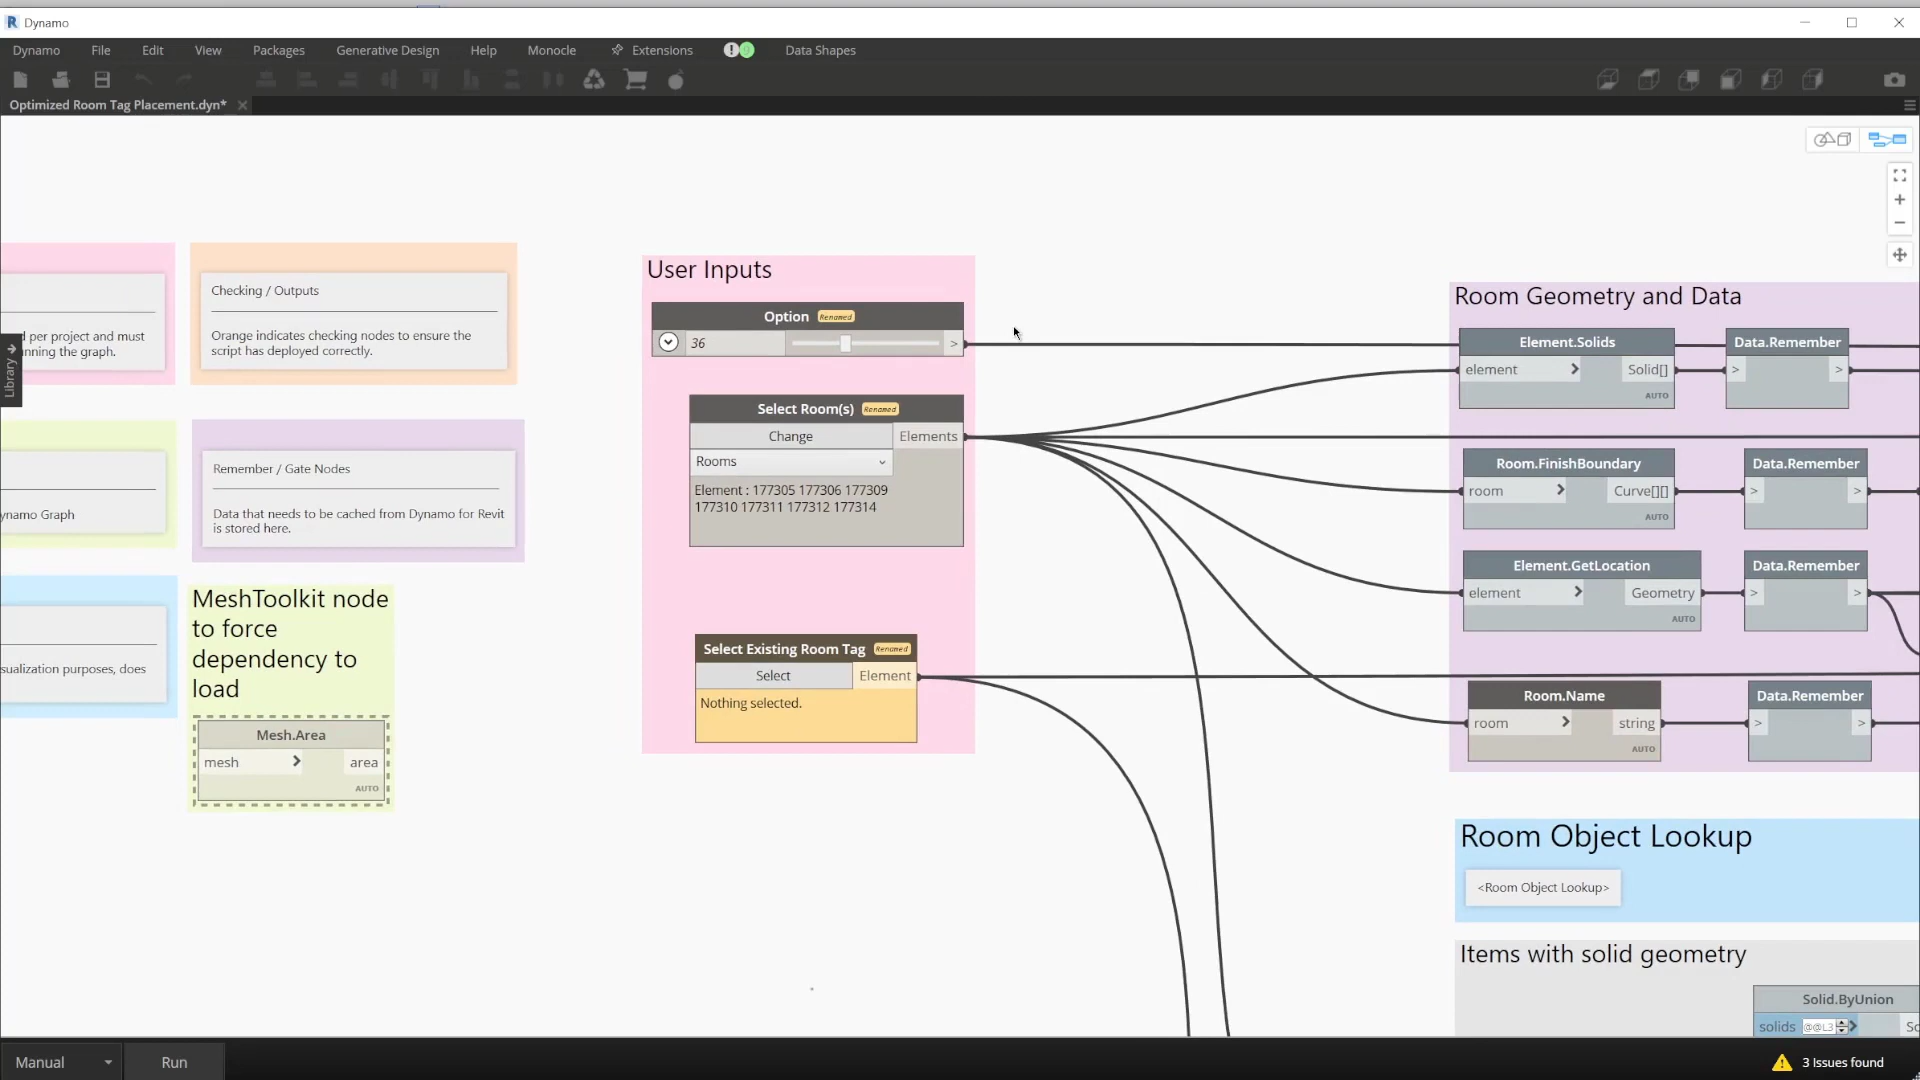 Dynamo
Dynamo File Edit View Packages Generative Design Help Monocle Extensions Data Shapes
Optimized Room Tag Placement.dyn*
Library
d per project and must
nning the graph.
Checking / Outputs
Orange indicates checking nodes to ensure the
script has deployed correctly.
ynamo Graph
Remember / Gate Nodes
Data that needs to be cached from Dynamo for Revit
is stored here.
sualization purposes, does
MeshToolkit node
to force
dependency to
load
Mesh.Area
mesh > area
AUTO
User Inputs
Option Renamed
36 >
Select Room(s) Renamed
Change Elements
Rooms
Element : 177305 177306 177309
177310 177311 177312 177314
Select Existing Room Tag Renamed
Select Element
Nothing selected.
Room Geometry and Data
Element.Solids
element > Solid[]
AUTO
Data.Remember
> >
Room.FinishBoundary
room > Curve[][]
AUTO
Data.Remember
> >
Element.GetLocation
element > Geometry
AUTO
Data.Remember
> >
Room.Name
room > string
AUTO
Data.Remember
> >
Room Object Lookup
<Room Object Lookup>
Items with solid geometry
Solid.ByUnion
solids @@L3 > So
Manual Run
3 Issues found